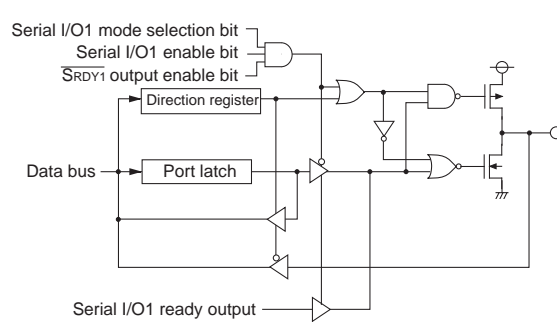 Serial I/O1 mode selection bit
Serial I/O1 enable bit
SRDY1 output enable bit
Direction register
Data bus
Port latch
Serial I/O1 ready output